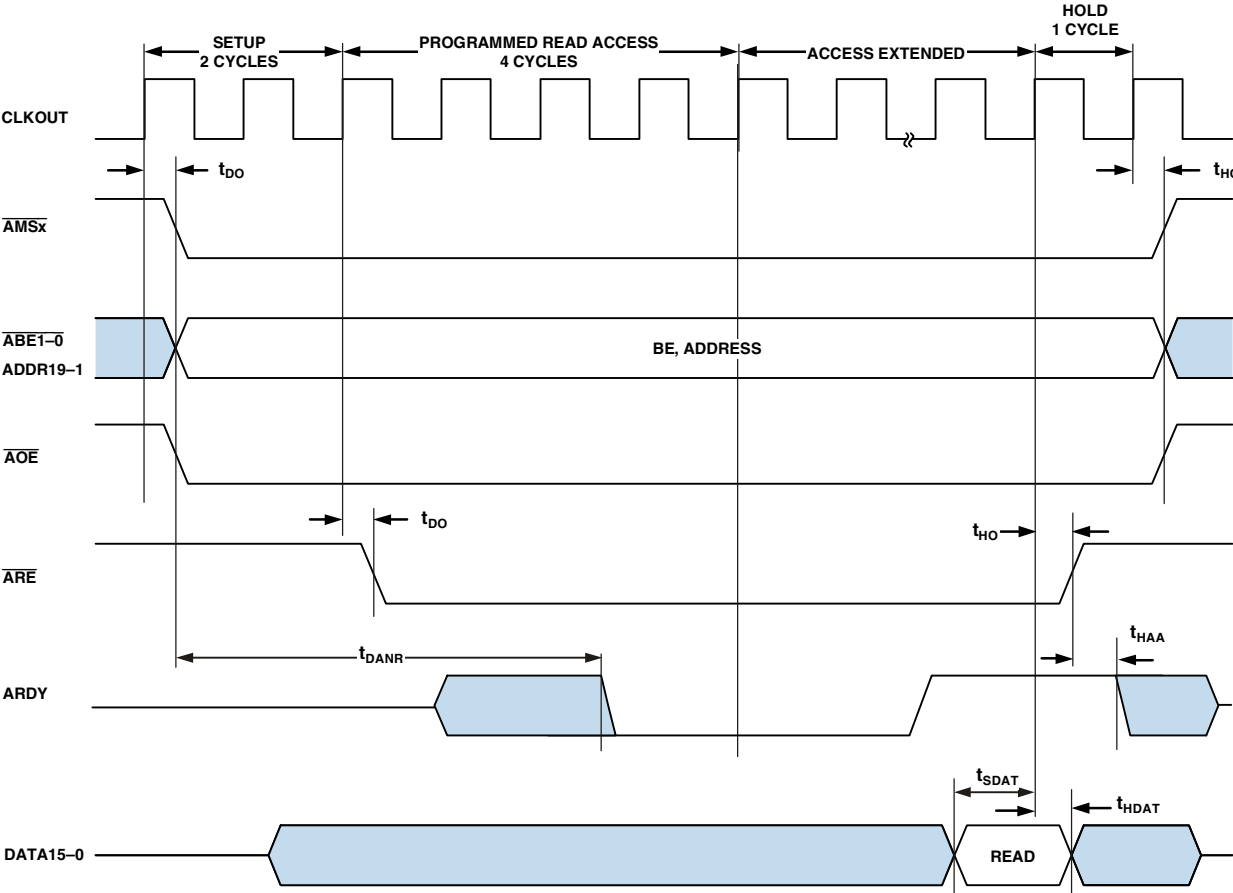 HOLD
1 CYCLE
SETUP
2 CYCLES
PROGRAMMED READ ACCESS
4 CYCLES
ACCESS EXTENDED
CLKOUT
tDO
tHO
AMSx
ABE1–0
BE, ADDRESS
ADDR19–1
AOE
tDO
tHO
ARE
tHAA
tDANR
ARDY
tSDAT
tHDAT
DATA15–0
READ